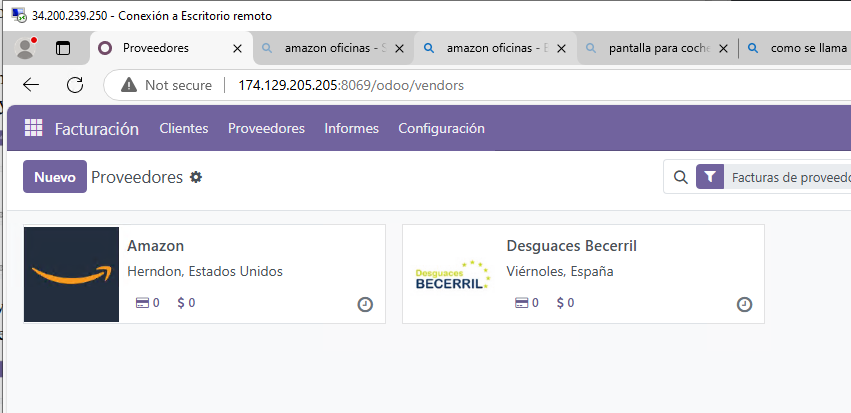 34.200.239.250 - Conexión a Escritorio remoto
Proveedores
amazon oficinas - S
amazon oficinas - E
pantalla para coche
como se llama
Not secure
174.129.205.205:8069/odoo/vendors
Facturación
Clientes
Proveedores
Informes
Configuración
Nuevo
Proveedores
Facturas de proveedo
Amazon
Herndon, Estados Unidos
0
$ 0
Desguaces
BECERRIL
Desguaces Becerril
Viérnoles, España
0
$ 0